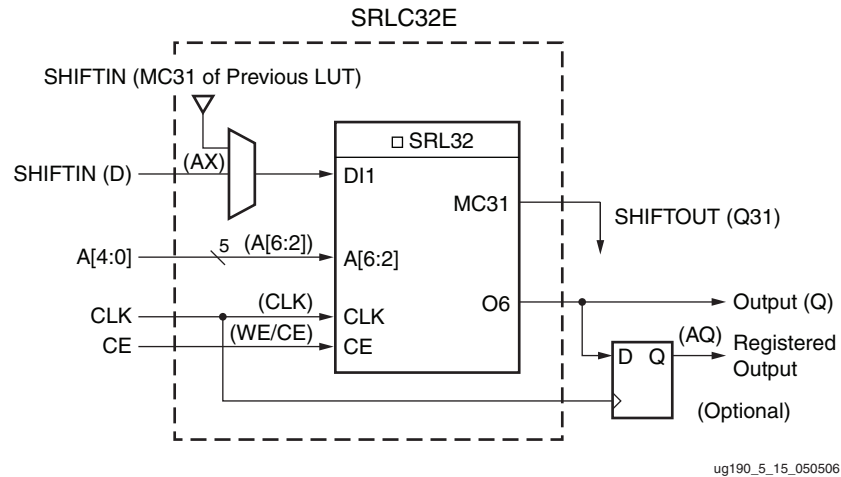 SRLC32E
SHIFTIN (MC31 of Previous LUT)
□ SRL32
(AX)
SHIFTIN (D)
DI1
MC31
SHIFTOUT (Q31)
5
(A[6:2])
A[4:0]
A[6:2]
(CLK)
O6
Output (Q)
CLK
CLK
(WE/CE)
(AQ)
CE
CE
D Q
Registered
Output
(Optional)
ug190_5_15_050506